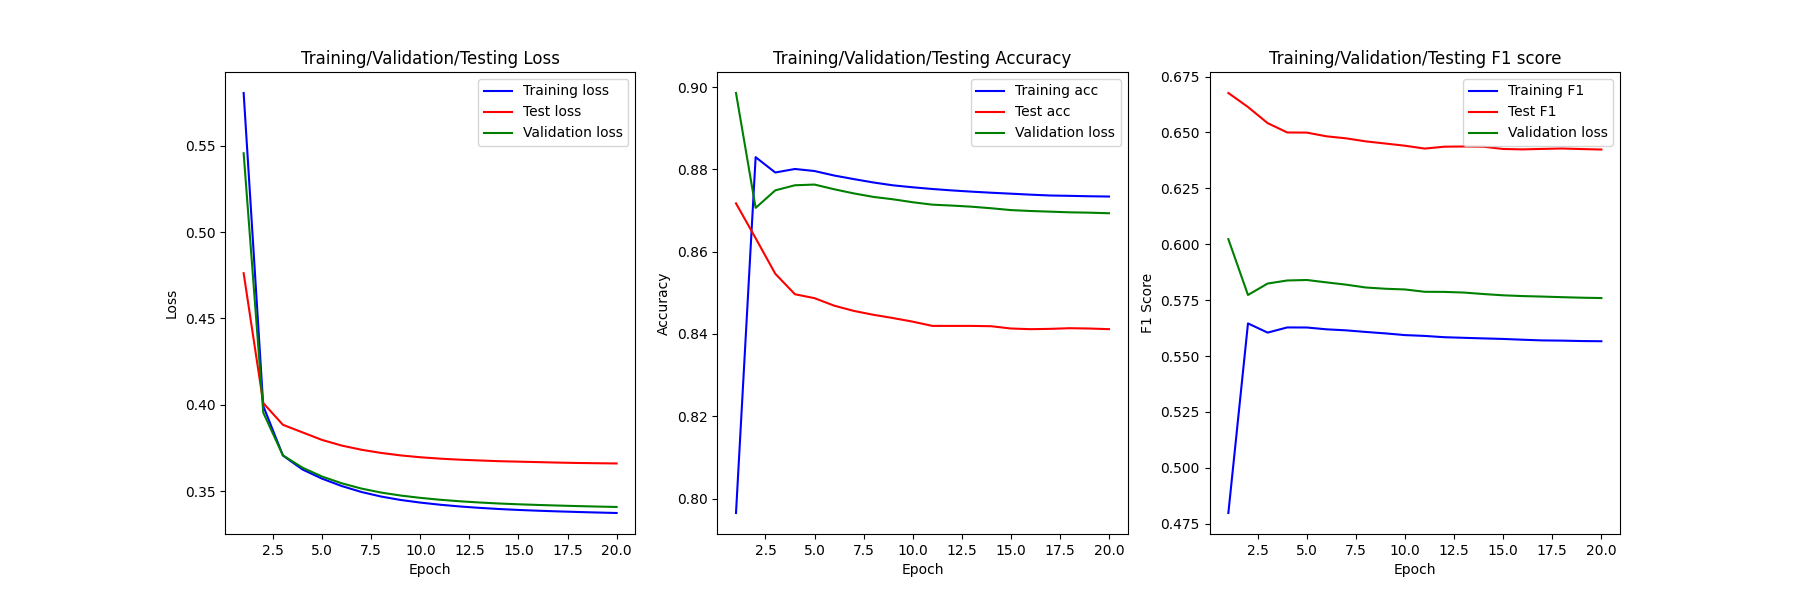 Training/Validation/Testing Loss
Training loss
Test loss
Validation loss
0.55
0.50
0.45
0.40
0.35
Loss
2.5 5.0 7.5 10.0 12.5 15.0 17.5 20.0
Epoch
Training/Validation/Testing Accuracy
Training acc
Test acc
Validation loss
0.90
0.88
0.86
0.84
0.82
0.80
Accuracy
2.5 5.0 7.5 10.0 12.5 15.0 17.5 20.0
Epoch
Training/Validation/Testing F1 score
Training F1
Test F1
Validation loss
0.675
0.650
0.625
0.600
0.575
0.550
0.525
0.500
0.475
F1 Score
2.5 5.0 7.5 10.0 12.5 15.0 17.5 20.0
Epoch